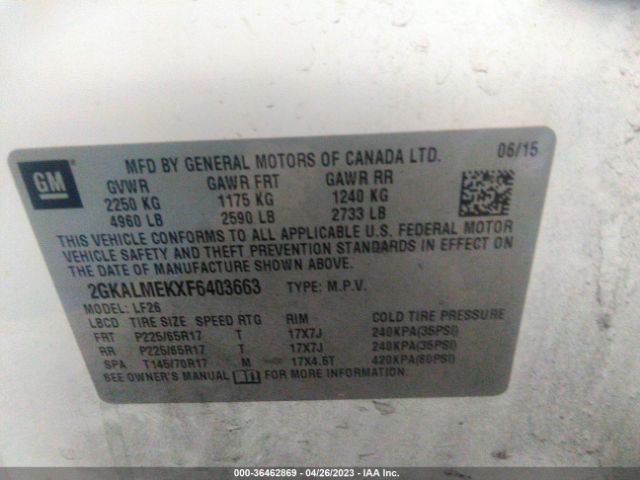 GM
MFD BY GENERAL MOTORS OF CANADA LTD. 06/15
GVWR GAWR FRT GAWR RR
2250 KG 1175 KG 1240 KG
4960 LB 2590 LB 2733 LB
THIS VEHICLE CONFORMS TO ALL APPLICABLE U.S. FEDERAL MOTOR
VEHICLE SAFETY AND THEFT PREVENTION STANDARDS IN EFFECT ON
THE DATE OF MANUFACTURE SHOWN ABOVE.
2GKALMEKXF6403663 TYPE: M.P.V.
MODEL: LF26
LBCD TIRE SIZE SPEED RTG RIM COLD TIRE PRESSURE
FRT P225/65R17 T 17X7J 240KPA(35PSI)
RR P225/65R17 T 17X7J 240KPA(35PSI)
SPA T145/70R17 M 17X4.5T 420KPA(60PSI)
SEE OWNER'S MANUAL FOR MORE INFORMATION.
000-36462869 - 04/26/2023 - IAA Inc.